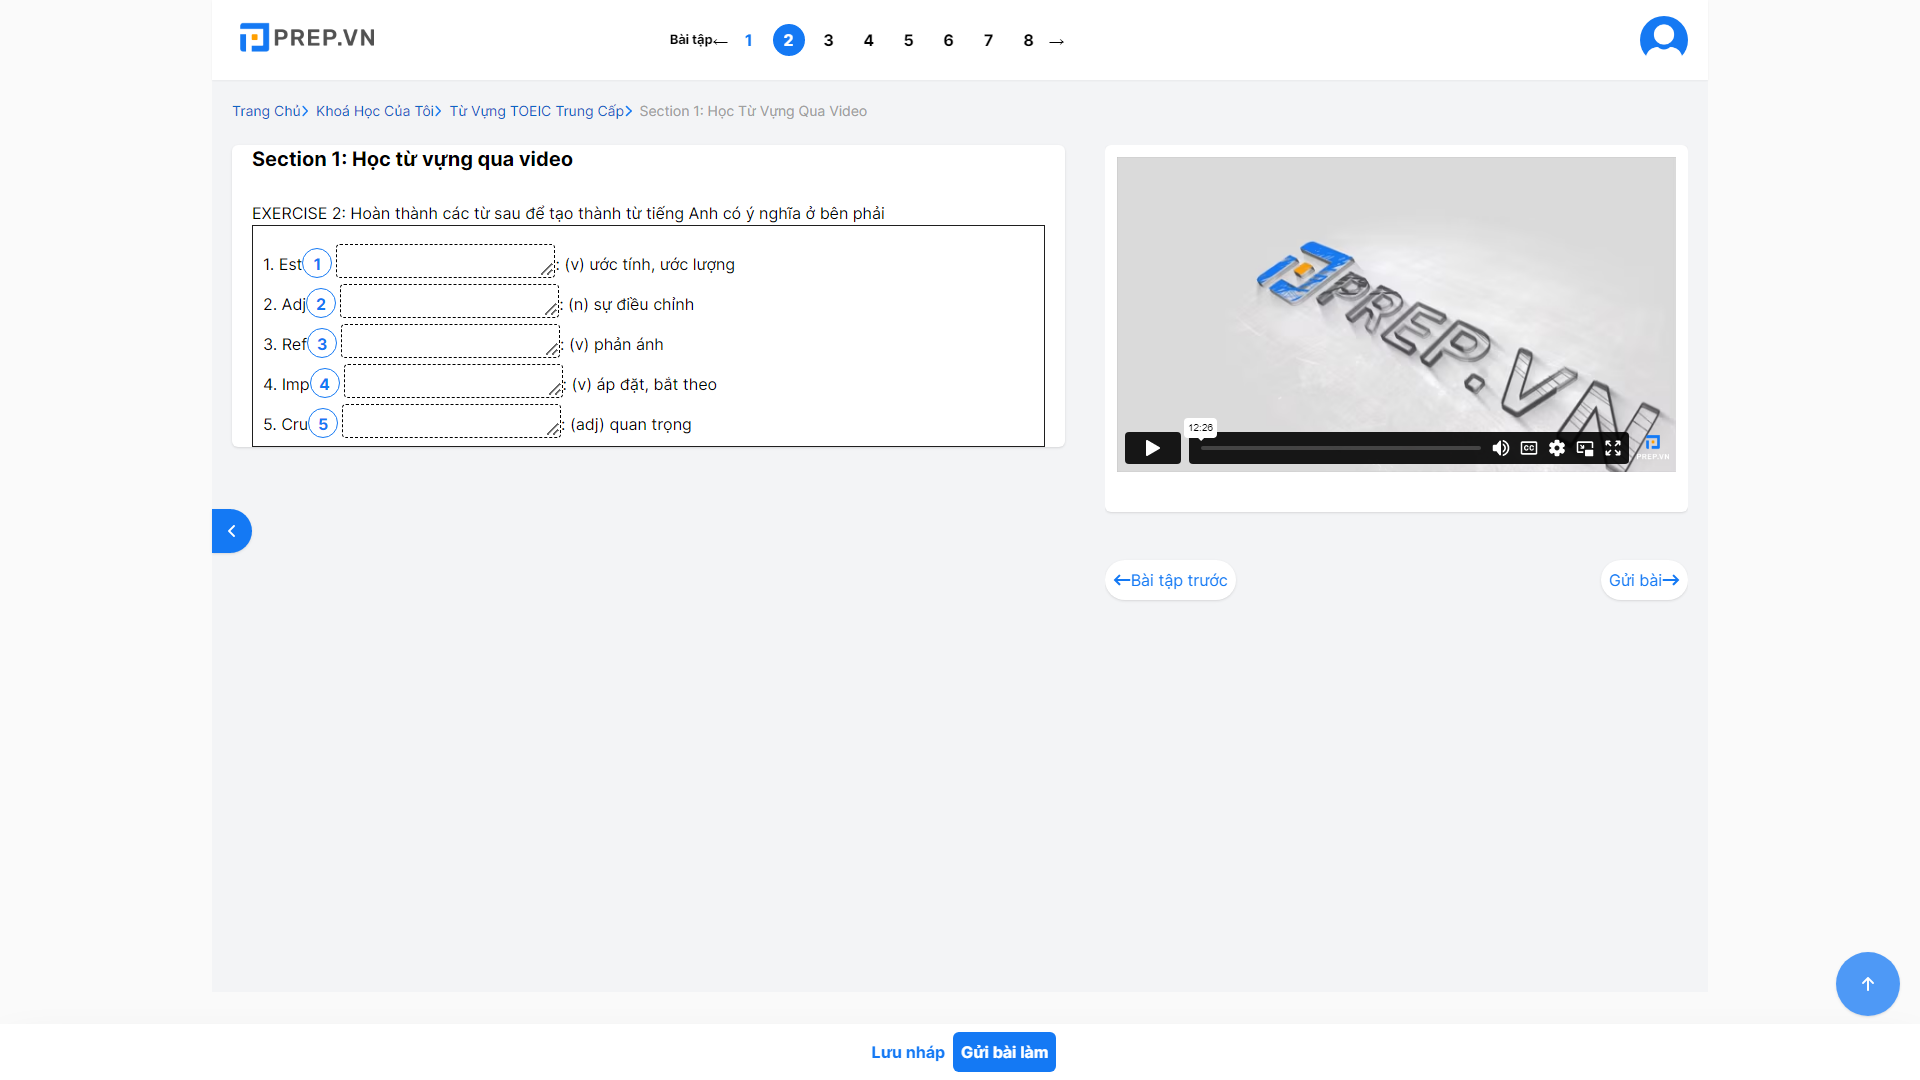 PREP.VN
Bài tập← 1 2 3 4 5 6 7 8 →
Trang Chủ› Khoá Học Của Tôi› Từ Vựng TOEIC Trung Cấp› Section 1: Học Từ Vựng Qua Video
Section 1: Học từ vựng qua video
EXERCISE 2: Hoàn thành các từ sau để tạo thành từ tiếng Anh có ý nghĩa ở bên phải
1. Est 1 : (v) ước tính, ước lượng
2. Adj 2 : (n) sự điều chỉnh
3. Ref 3 : (v) phản ánh
4. Imp 4 : (v) áp đặt, bắt theo
5. Cru 5 : (adj) quan trọng
PREP.VN
12:26
CC
PREP.VN
←Bài tập trước
Gửi bài→
Lưu nháp
Gửi bài làm